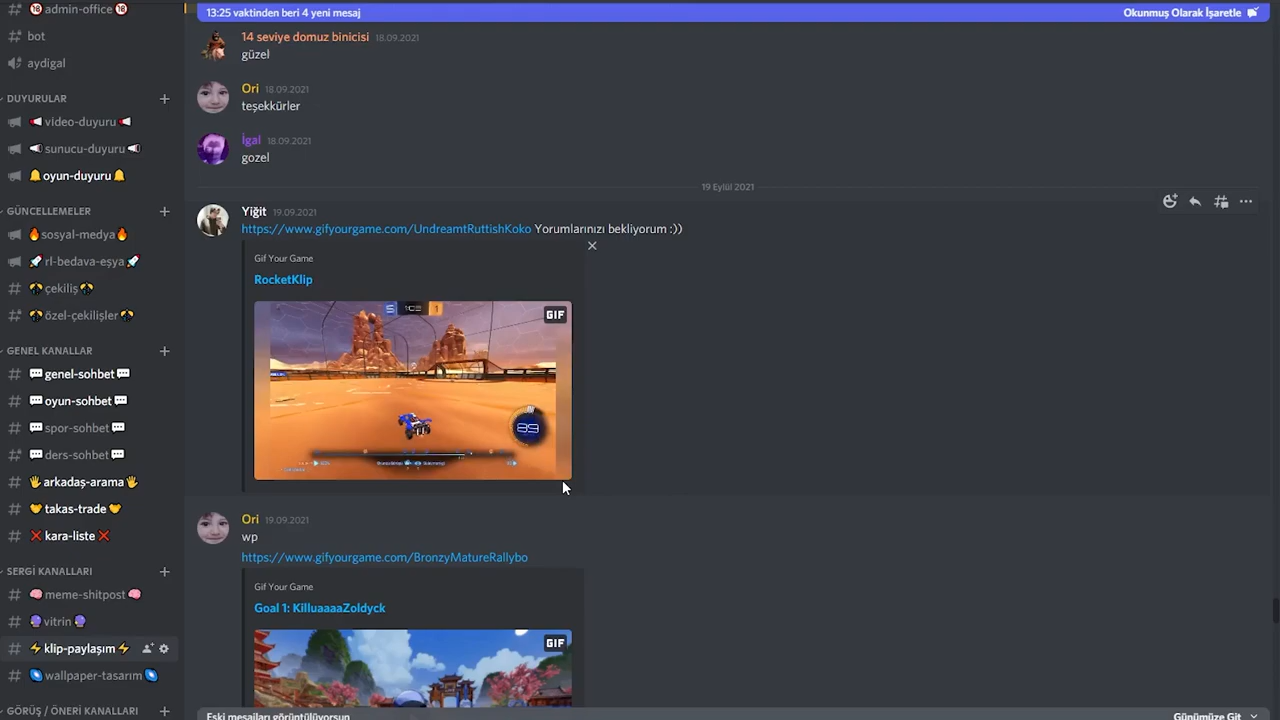 admin-office
bot
aydigal
DUYURULAR
video-duyuru
sunucu-duyuru
oyun-duyuru
GÜNCELLEMELER
sosyal-medya
rl-bedava-eşya
çekiliş
özel-çekilişler
GENEL KANALLAR
genel-sohbet
oyun-sohbet
spor-sohbet
ders-sohbet
arkadaş-arama
takas-trade
kara-liste
SERGİ KANALLARI
meme-shitpost
vitrin
klip-paylaşım
wallpaper-tasarım
GÖRÜŞ / ÖNERİ KANALLARI
13:25 vaktinden beri 4 yeni mesaj
Okunmuş Olarak İşaretle
14 seviye domuz binicisi 18.09.2021
güzel
Ori 18.09.2021
teşekkürler
İgal 18.09.2021
gozel
19 Eylül 2021
Yiğit 19.09.2021
https://www.gifyourgame.com/UndreamtRuttishKoko Yorumlarınızı bekliyorum :))
Gif Your Game
RocketKlip
1
GIF
89
Ori 19.09.2021
wp
https://www.gifyourgame.com/BronzyMatureRallybo
Gif Your Game
Goal 1: KilluaaaaZoldyck
GIF
Eski mesajları görüntülüyorsun
Günümüze Git